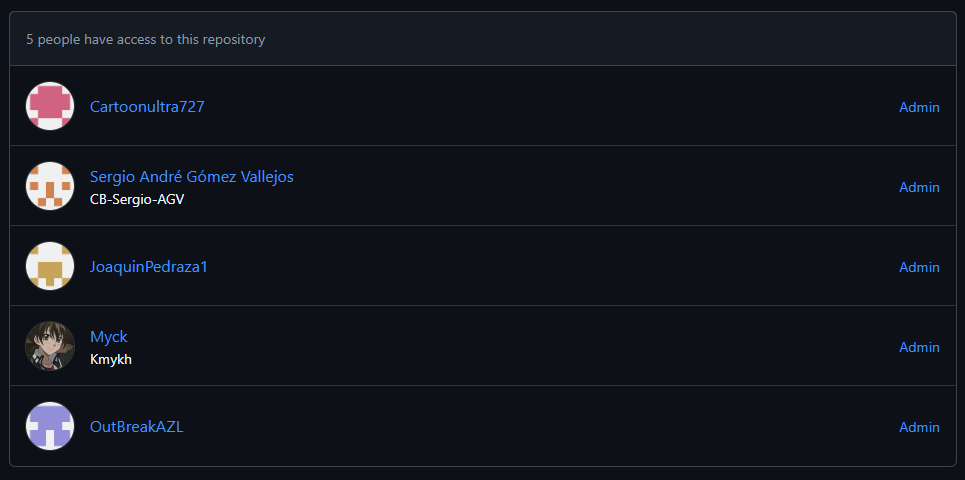 5 people have access to this repository
Cartoonultra727
Admin
Sergio André Gómez Vallejos
CB-Sergio-AGV
Admin
JoaquinPedraza1
Admin
Myck
Kmykh
Admin
OutBreakAZL
Admin